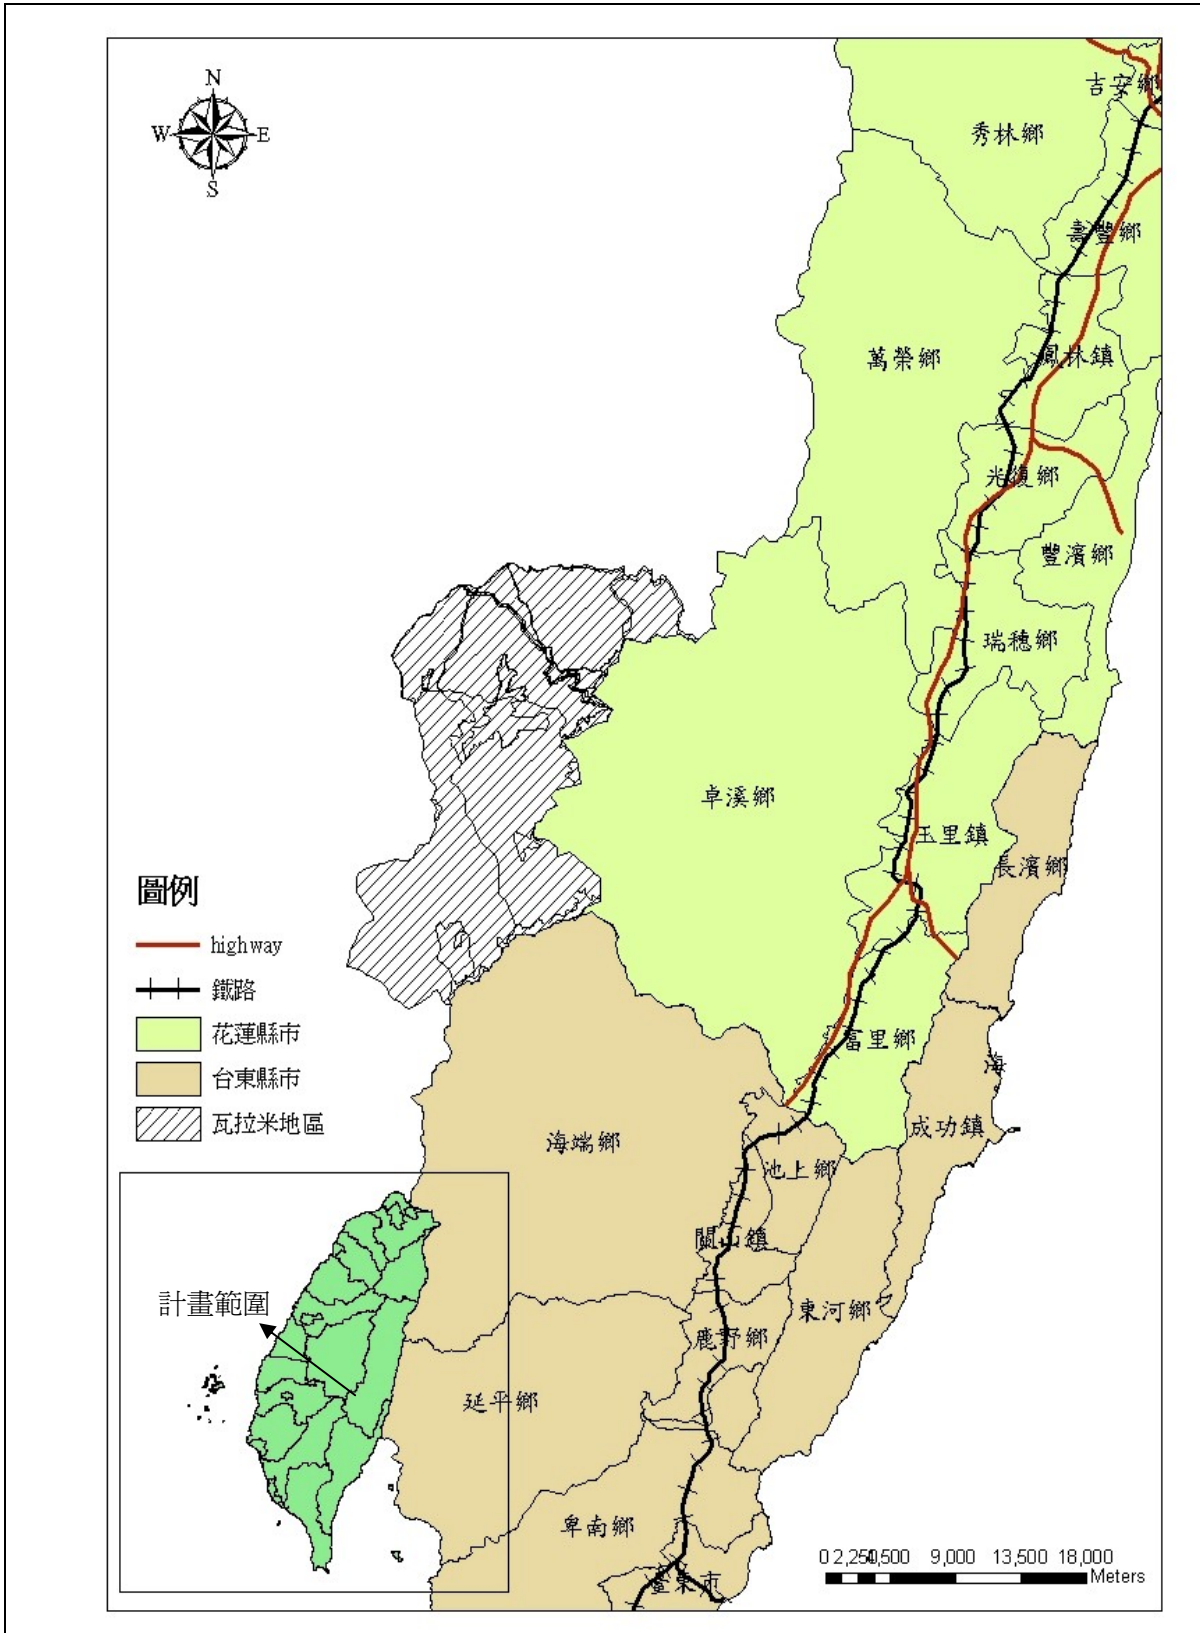 N
W E
S
吉安鄉
秀林鄉
壽豐鄉
萬榮鄉
鳳林鎮
光復鄉
豐濱鄉
瑞穗鄉
卓溪鄉
玉里鎮
長濱鄉
富里鄉
海
成功鎮
海端鄉
池上鄉
關山鎮
東河鄉
鹿野鄉
延平鄉
卑南鄉
臺東市
圖例
highway
鐵路
花蓮縣市
台東縣市
瓦拉米地區
計畫範圍
0 2,250 4,500 9,000 13,500 18,000
Meters